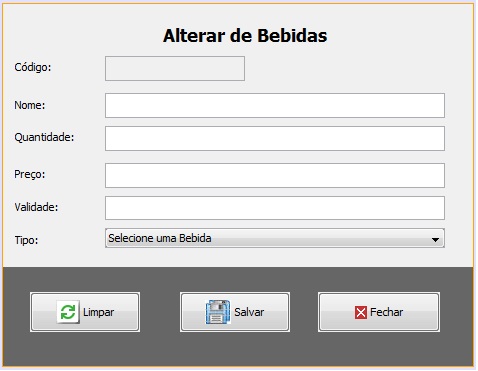 Alterar de Bebidas
Código:
Nome:
Quantidade:
Preço:
Validade:
Tipo: Selecione uma Bebida
Limpar Salvar Fechar